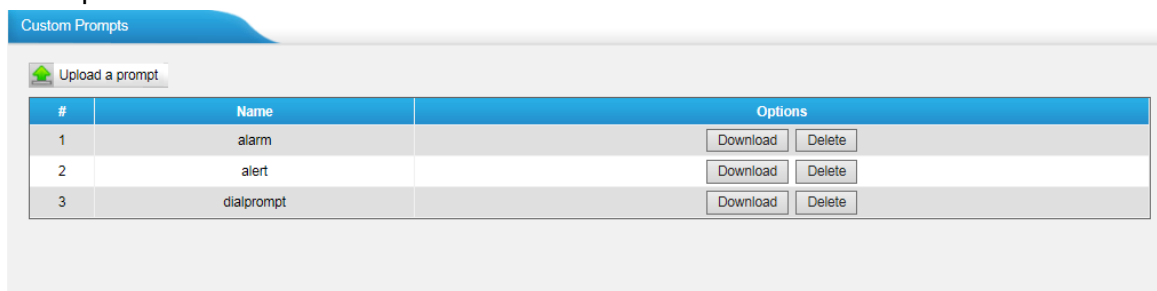 Custom Prompts
Upload a prompt
# Name Options
1 alarm Download Delete
2 alert Download Delete
3 dialprompt Download Delete